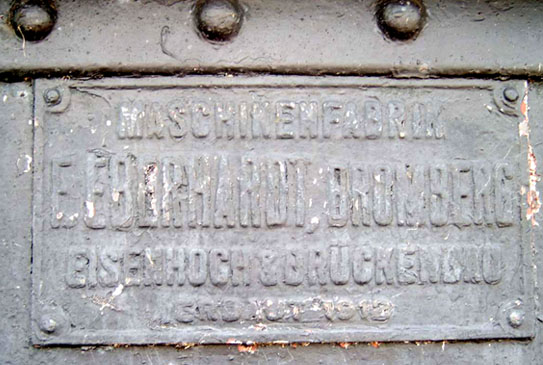 MASCHINENFABRIK
E. EBERHARDT, BROMBERG
EISENHOCH & BRÜCKENBAU
ERBAUT 1912